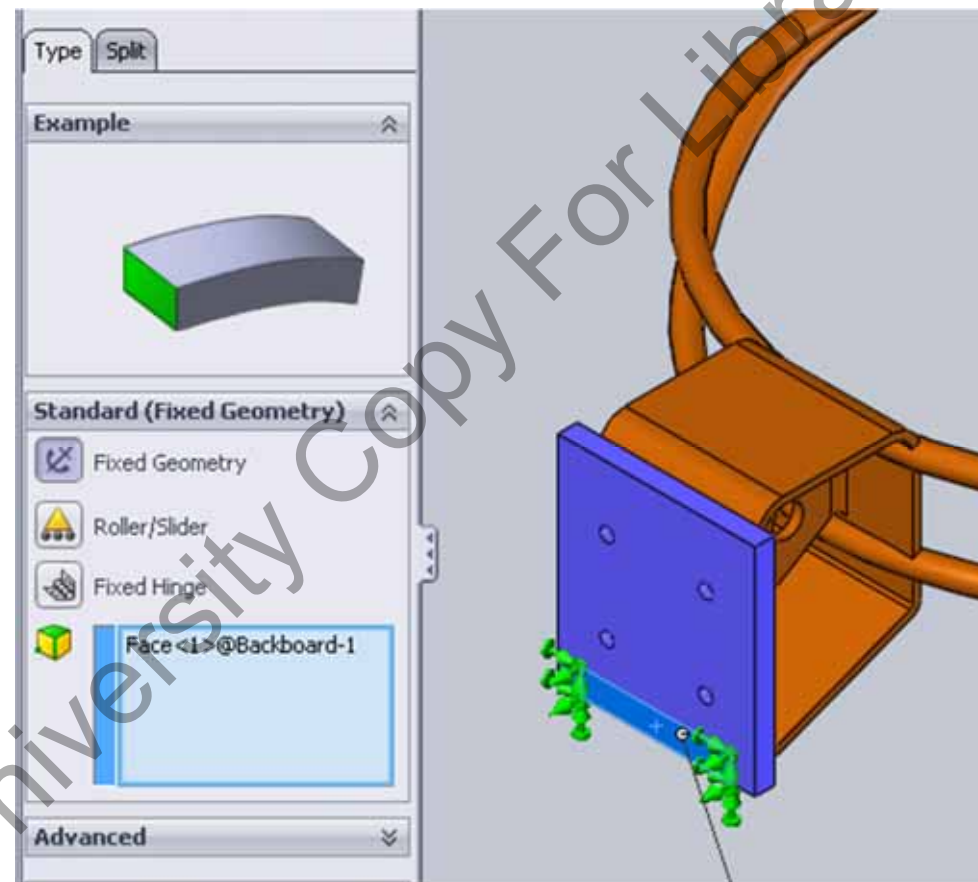 Type Split
Example
Standard (Fixed Geometry)
Fixed Geometry
Roller/Slider
Fixed Hinge
Face<1>@Backboard-1
Advanced
University Copy For Libra